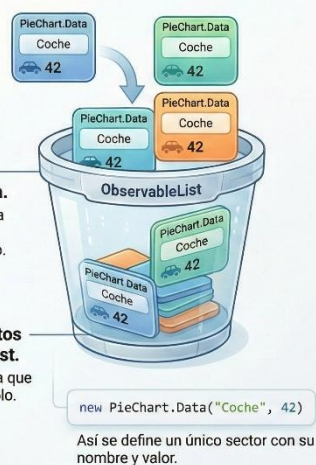 PieChart.Data
Coche
42
PieChart.Data
Coche
42
PieChart.Data
Coche
42
PieChart.Data
Coche
42
ObservableList
PieChart.Data
Coche
42
PieChart Data
Coche
42
st.
a que
new PieChart.Data("Coche", 42)
Así se define un único sector con su
nombre y valor.